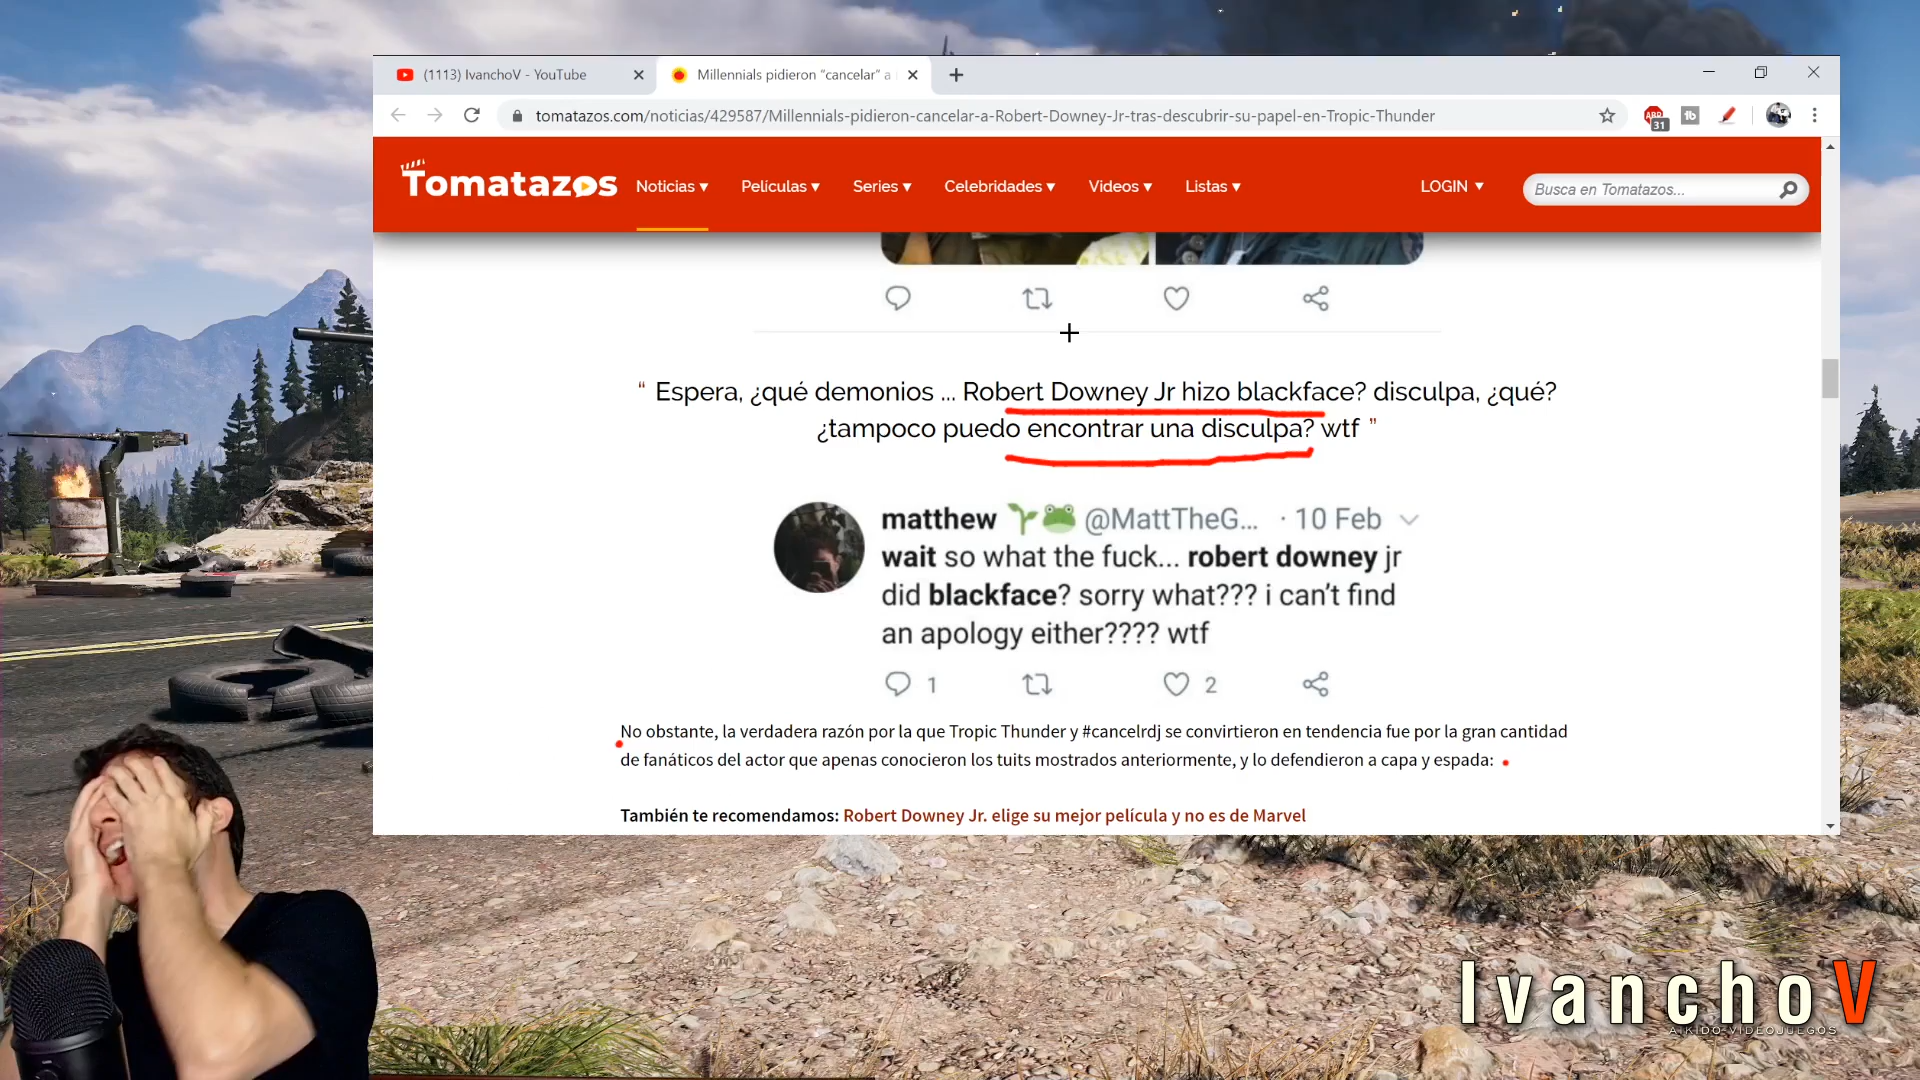 (1113) IvanchoV - YouTube
Millennials pidieron "cancelar" a
tomatazos.com/noticias/429587/Millennials-pidieron-cancelar-a-Robert-Downey-Jr-tras-descubrir-su-papel-en-Tropic-Thunder
ABP
31
tb
Tomatazos
Noticias ▾
Películas ▾
Series ▾
Celebridades ▾
Videos ▾
Listas ▾
LOGIN ▾
Busca en Tomatazos...
“ Espera, ¿qué demonios ... Robert Downey Jr hizo blackface? disculpa, ¿qué?
¿tampoco puedo encontrar una disculpa? wtf ”
matthew 🌱🐸 @MattTheG... · 10 Feb
wait so what the fuck... robert downey jr
did blackface? sorry what??? i can't find
an apology either???? wtf
1
2
No obstante, la verdadera razón por la que Tropic Thunder y #cancelrdj se convirtieron en tendencia fue por la gran cantidad
de fanáticos del actor que apenas conocieron los tuits mostrados anteriormente, y lo defendieron a capa y espada:
También te recomendamos: Robert Downey Jr. elige su mejor película y no es de Marvel
IvanchoV
AIKIDO-VIDEOJUEGOS